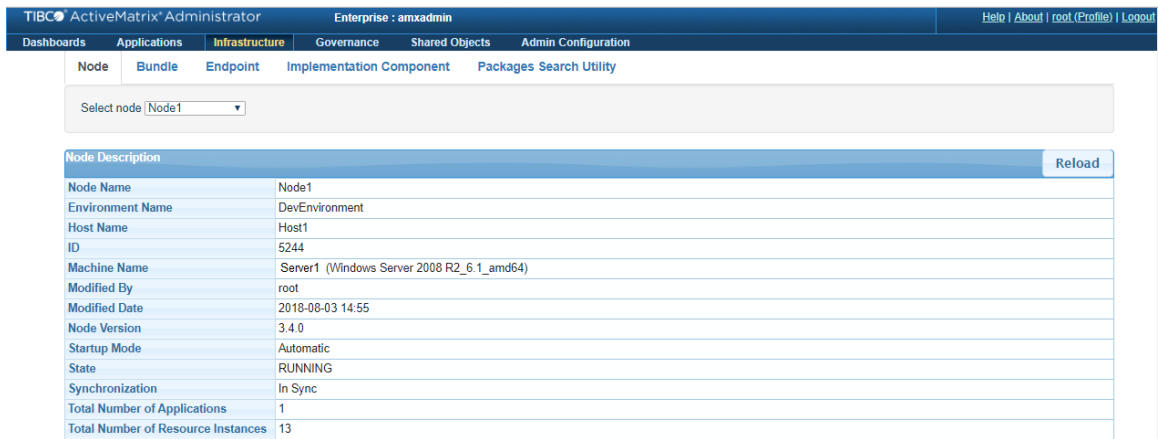 TIBCO® ActiveMatrix® Administrator Enterprise : amxadmin Help | About | root (Profile) | Logout
Dashboards Applications Infrastructure Governance Shared Objects Admin Configuration
Node Bundle Endpoint Implementation Component Packages Search Utility
Select node Node1
Node Description Reload
Node Name Node1
Environment Name DevEnvironment
Host Name Host1
ID 5244
Machine Name Server1 (Windows Server 2008 R2_6.1_amd64)
Modified By root
Modified Date 2018-08-03 14:55
Node Version 3.4.0
Startup Mode Automatic
State RUNNING
Synchronization In Sync
Total Number of Applications 1
Total Number of Resource Instances 13